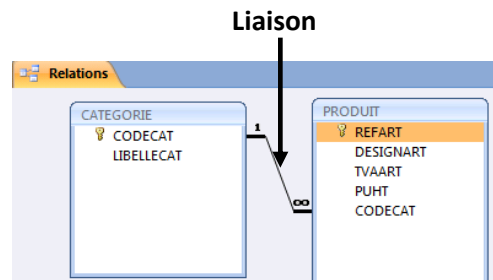 Liaison
Relations
CATEGORIE
CODECAT
LIBELLECAT
1
∞
PRODUIT
REFART
DESIGNART
TVAART
PUHT
CODECAT